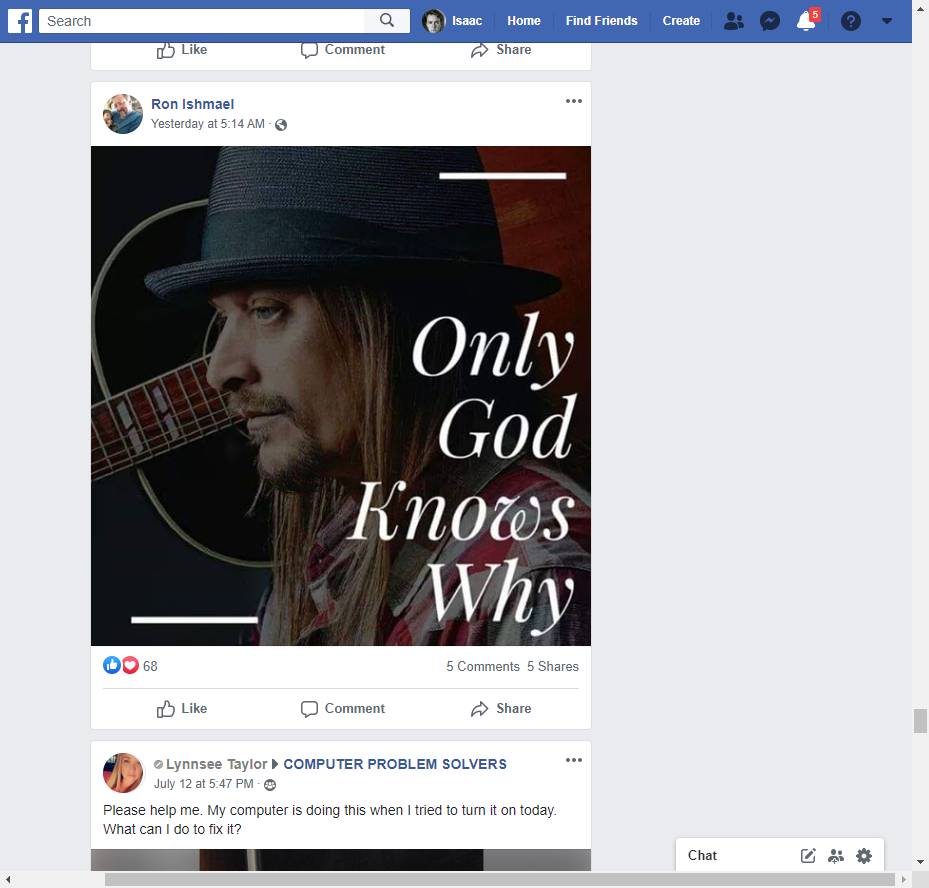 Search
Isaac
Home
Find Friends
Create
5
Like
Comment
Share
Ron Ishmael
Yesterday at 5:14 AM ·
Only
God
Knows
Why
68
5 Comments 5 Shares
Like
Comment
Share
Lynnsee Taylor COMPUTER PROBLEM SOLVERS
July 12 at 5:47 PM ·
Please help me. My computer is doing this when I tried to turn it on today.
What can I do to fix it?
Chat